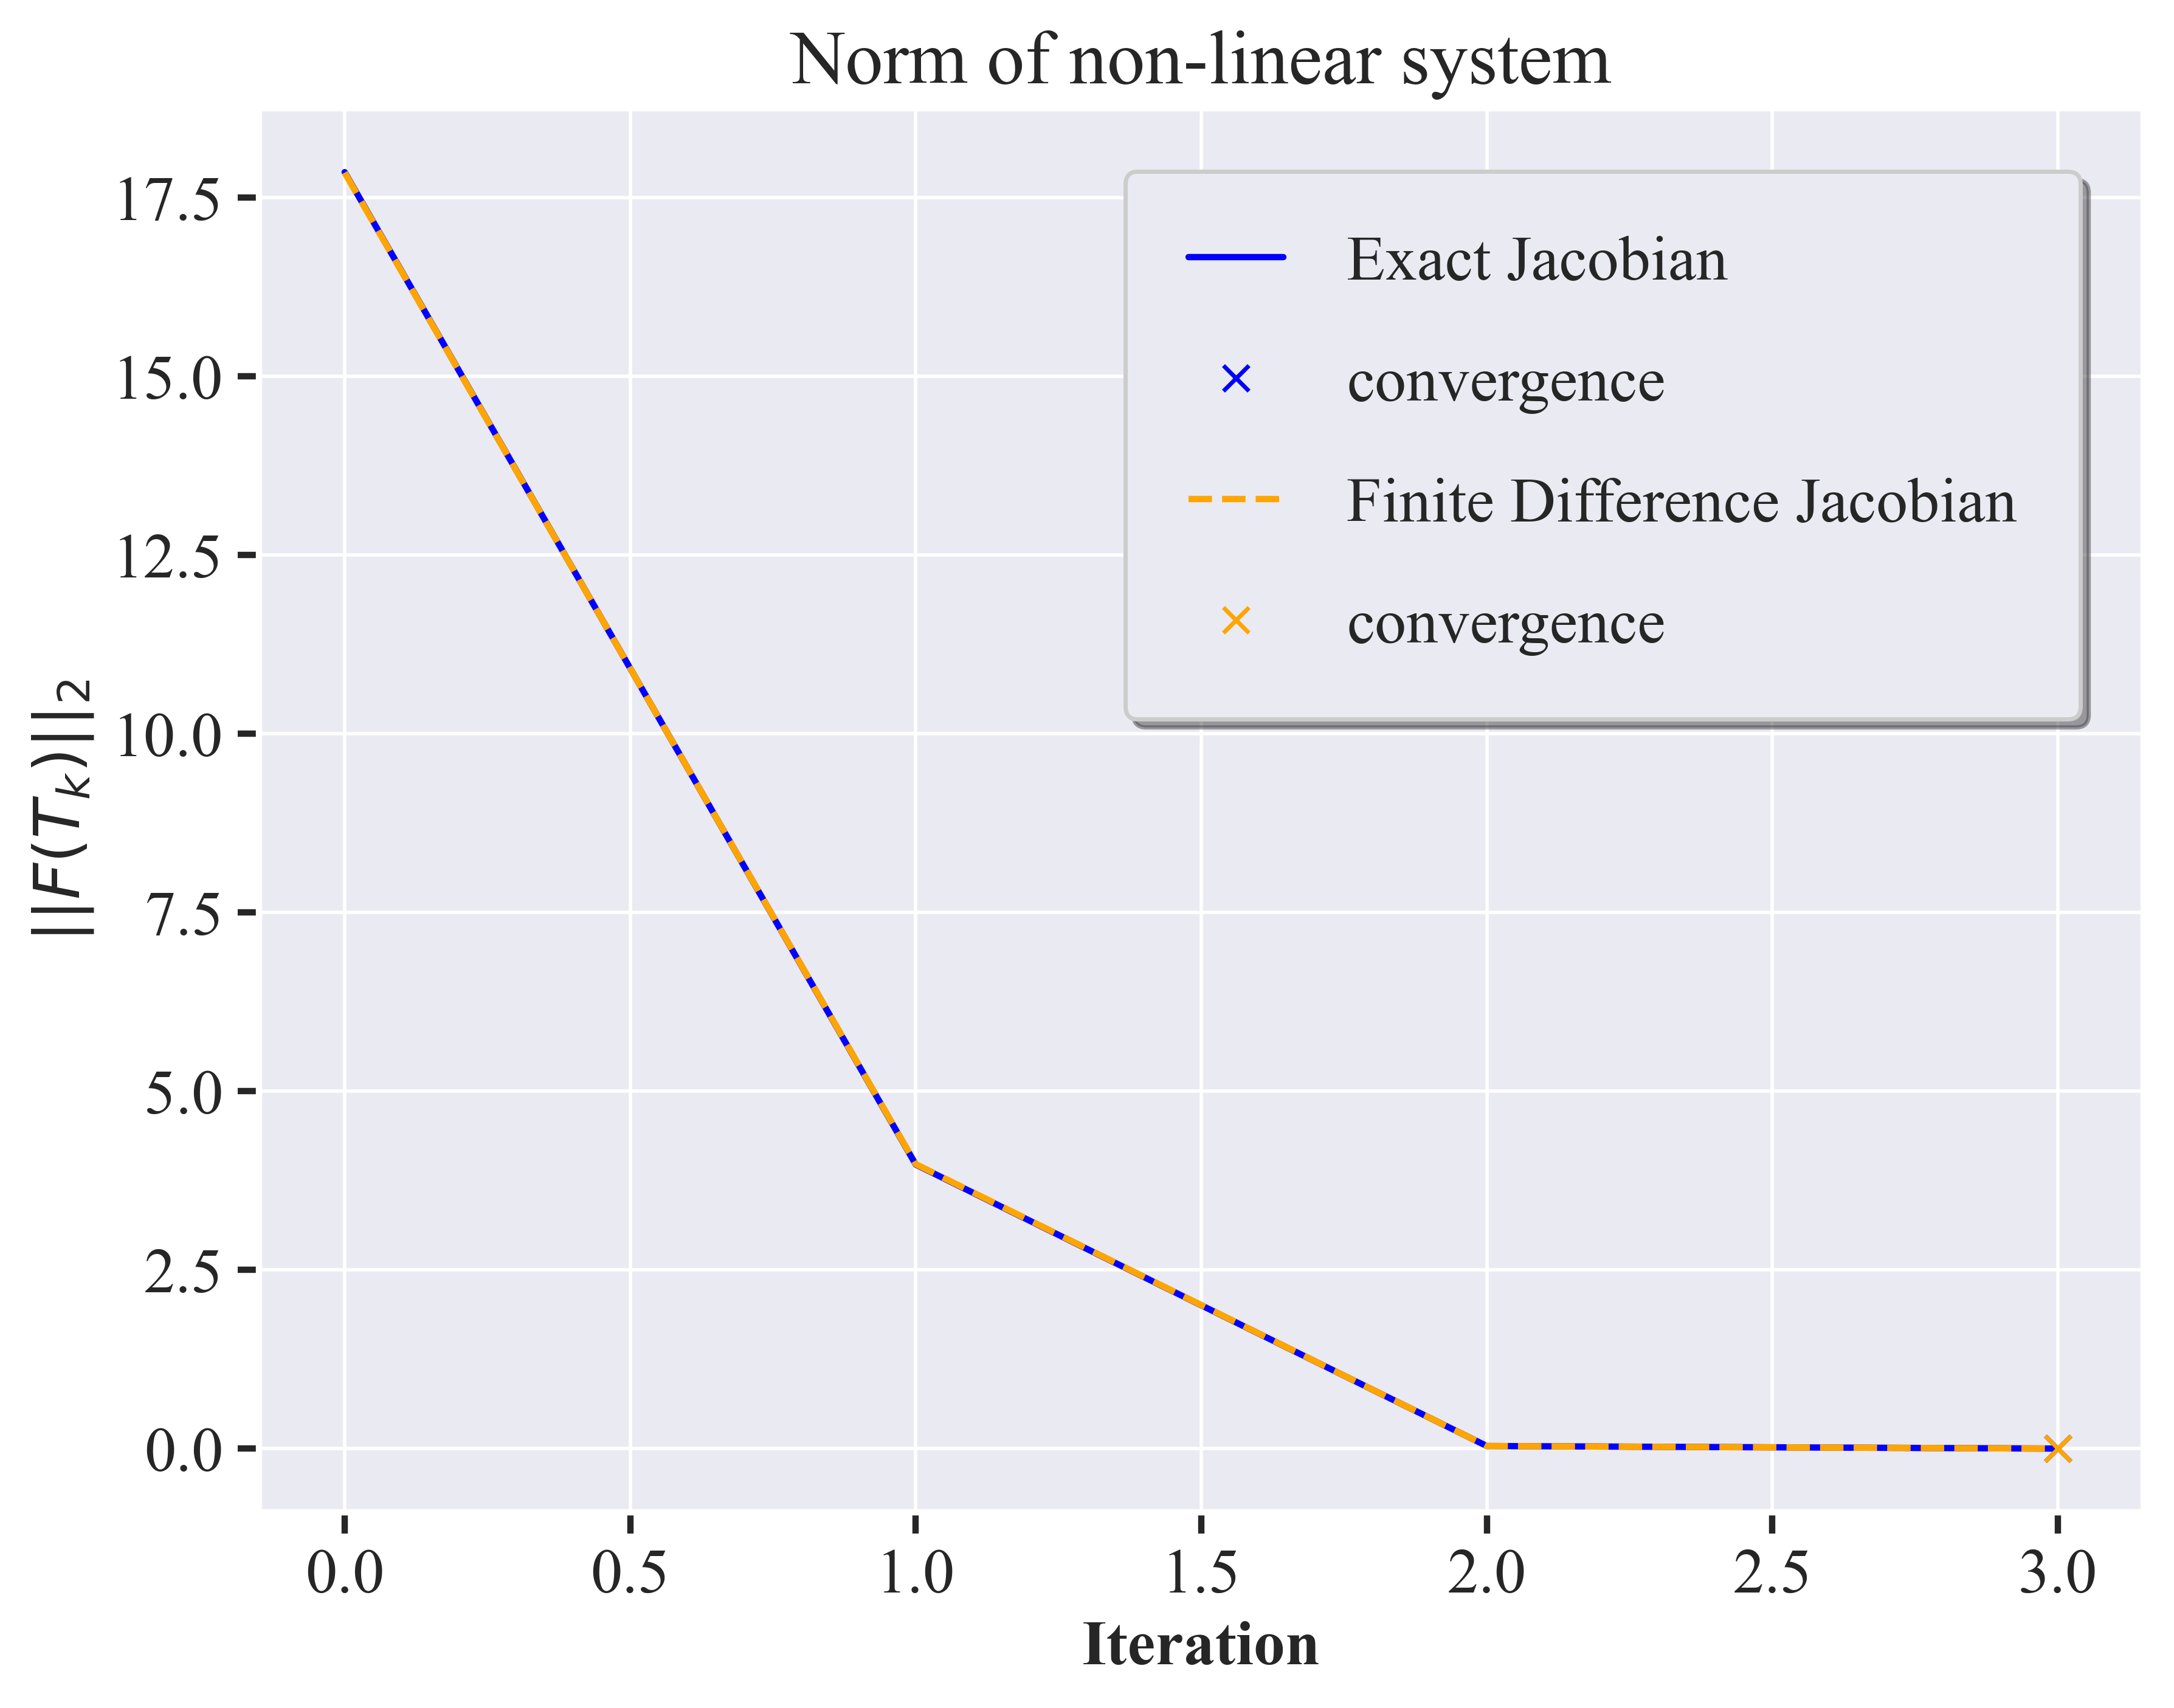 Norm of non-linear system
17.5
15.0
12.5
10.0
7.5
5.0
2.5
0.0
||F(T_k)||_2
Exact Jacobian
convergence
Finite Difference Jacobian
convergence
0.0 0.5 1.0 1.5 2.0 2.5 3.0
Iteration